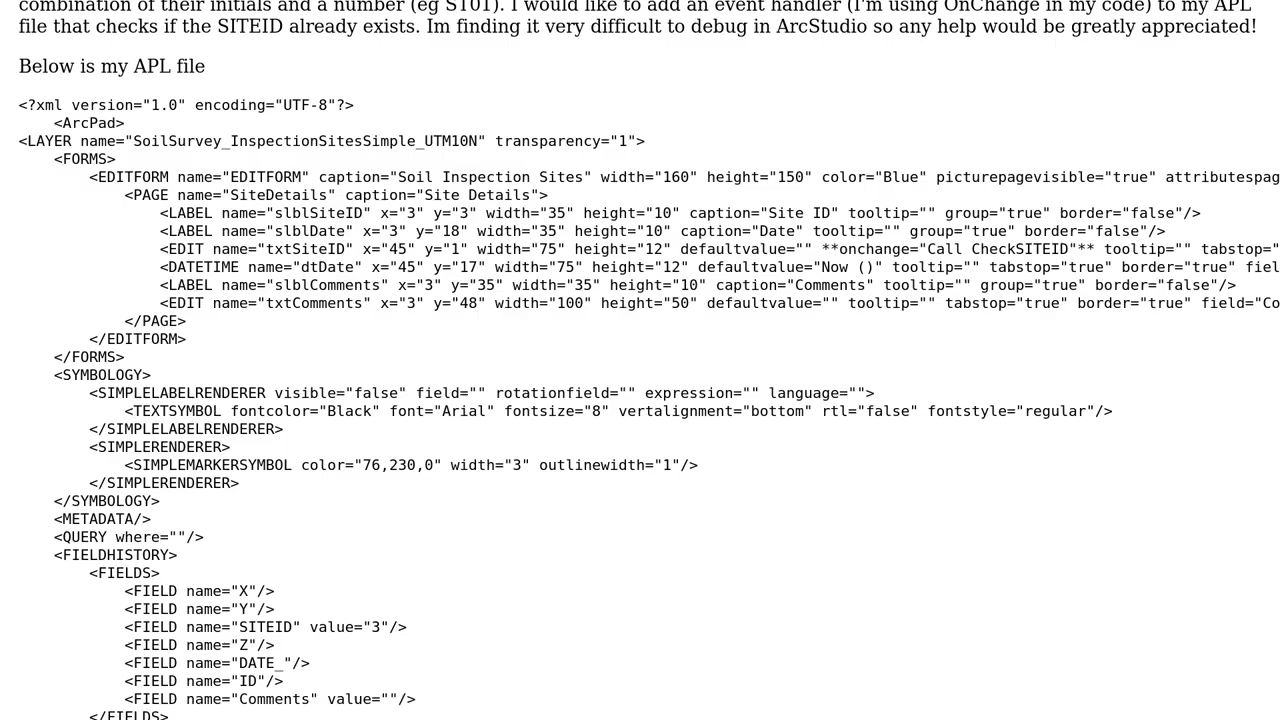 combination of their initials and a number (eg ST01). I would like to add an event handler (I'm using OnChange in my code) to my APL
file that checks if the SITEID already exists. Im finding it very difficult to debug in ArcStudio so any help would be greatly appreciated!
Below is my APL file
<?xml version="1.0" encoding="UTF-8"?>
    <ArcPad>
<LAYER name="SoilSurvey_InspectionSitesSimple_UTM10N" transparency="1">
    <FORMS>
        <EDITFORM name="EDITFORM" caption="Soil Inspection Sites" width="160" height="150" color="Blue" picturepagevisible="true" attributespag
            <PAGE name="SiteDetails" caption="Site Details">
                <LABEL name="slblSiteID" x="3" y="3" width="35" height="10" caption="Site ID" tooltip="" group="true" border="false"/>
                <LABEL name="slblDate" x="3" y="18" width="35" height="10" caption="Date" tooltip="" group="true" border="false"/>
                <EDIT name="txtSiteID" x="45" y="1" width="75" height="12" defaultvalue="" **onchange="Call CheckSITEID"** tooltip="" tabstop="
                <DATETIME name="dtDate" x="45" y="17" width="75" height="12" defaultvalue="Now ()" tooltip="" tabstop="true" border="true" fiel
                <LABEL name="slblComments" x="3" y="35" width="35" height="10" caption="Comments" tooltip="" group="true" border="false"/>
                <EDIT name="txtComments" x="3" y="48" width="100" height="50" defaultvalue="" tooltip="" tabstop="true" border="true" field="Co
            </PAGE>
        </EDITFORM>
    </FORMS>
    <SYMBOLOGY>
        <SIMPLELABELRENDERER visible="false" field="" rotationfield="" expression="" language="">
            <TEXTSYMBOL fontcolor="Black" font="Arial" fontsize="8" vertalignment="bottom" rtl="false" fontstyle="regular"/>
        </SIMPLELABELRENDERER>
        <SIMPLERENDERER>
            <SIMPLEMARKERSYMBOL color="76,230,0" width="3" outlinewidth="1"/>
        </SIMPLERENDERER>
    </SYMBOLOGY>
    <METADATA/>
    <QUERY where=""/>
    <FIELDHISTORY>
        <FIELDS>
            <FIELD name="X"/>
            <FIELD name="Y"/>
            <FIELD name="SITEID" value="3"/>
            <FIELD name="Z"/>
            <FIELD name="DATE_"/>
            <FIELD name="ID"/>
            <FIELD name="Comments" value=""/>
        </FIELDS>